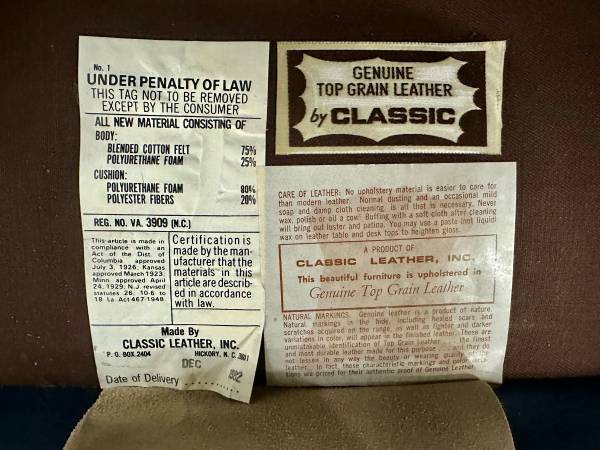 No. 1
UNDER PENALTY OF LAW
THIS TAG NOT TO BE REMOVED
EXCEPT BY THE CONSUMER
ALL NEW MATERIAL CONSISTING OF
BODY:
BLENDED COTTON FELT 75%
POLYURETHANE FOAM 25%
CUSHION:
POLYURETHANE FOAM 80%
POLYESTER FIBERS 20%
REG. NO. VA. 3909 (N.C.)
This article is made in
compliance with an
Act of the Dist. of
Columbia approved
July 3, 1926; Kansas
approved March 1923;
Minn. approved April
24, 1929; N.J. revised
statutes 26: 10-6 to
18 La. Act 467 1948.
Certification is
made by the man-
ufacturer that the
materials in this
article are describ-
ed in accordance
with law.
Made By
CLASSIC LEATHER, INC.
P. O. BOX 2404 HICKORY, N. C.
DEC
Date of Delivery
GENUINE
TOP GRAIN LEATHER
by CLASSIC
CARE OF LEATHER: No upholstery material is easier to care for
than modern leather. Normal dusting and an occasional mild
soap and damp cloth cleaning, is all that is necessary. Never
wax, polish or oil a cow! Buffing with a soft cloth after cleaning
will bring out luster and patina. You may use a paste (not liquid)
wax on leather table and desk tops to heighten gloss.
A PRODUCT OF
CLASSIC LEATHER, INC.
This beautiful furniture is upholstered in
Genuine Top Grain Leather
NATURAL MARKINGS. Genuine leather is a product of nature.
Natural markings in the hide, including healed scars and
scratches acquired on the range, as well as lighter and darker
variations in color, will appear in the finished leather. These are
unmistakable identification of Top Grain Leather the finest
and most durable leather made for this purpose and they do
not lessen in any way the beauty or wearing quality of the
leather. In fact, these characteristic markings and
are prized for their authentic proof of Genuine Leather.